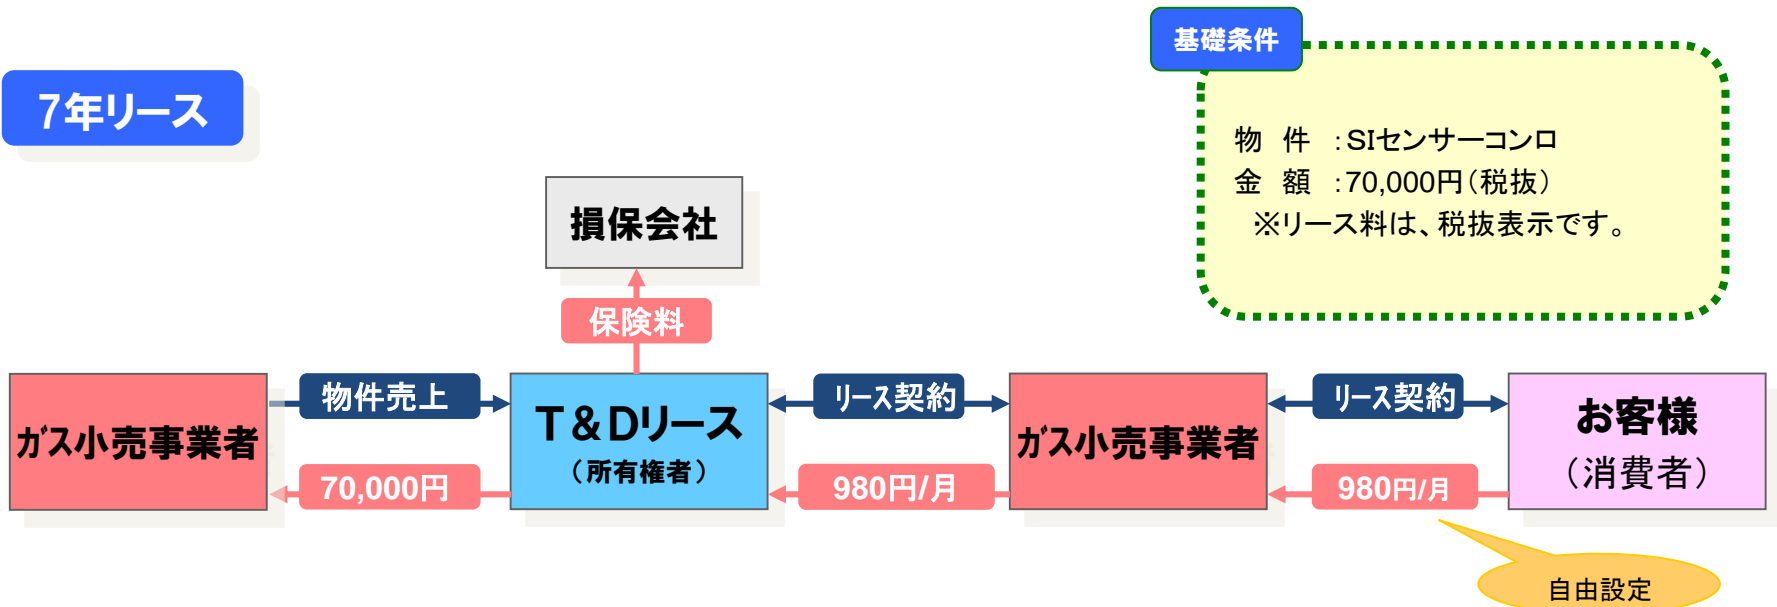 基礎条件
7年リース
物　件　：SIセンサーコンロ
金　額　：70,000円（税抜）
※リース料は、税抜表示です。
損保会社
保険料
ガス小売事業者
物件売上
70,000円
T＆Dリース
（所有権者）
リース契約
980円/月
ガス小売事業者
リース契約
980円/月
お客様
（消費者）
自由設定